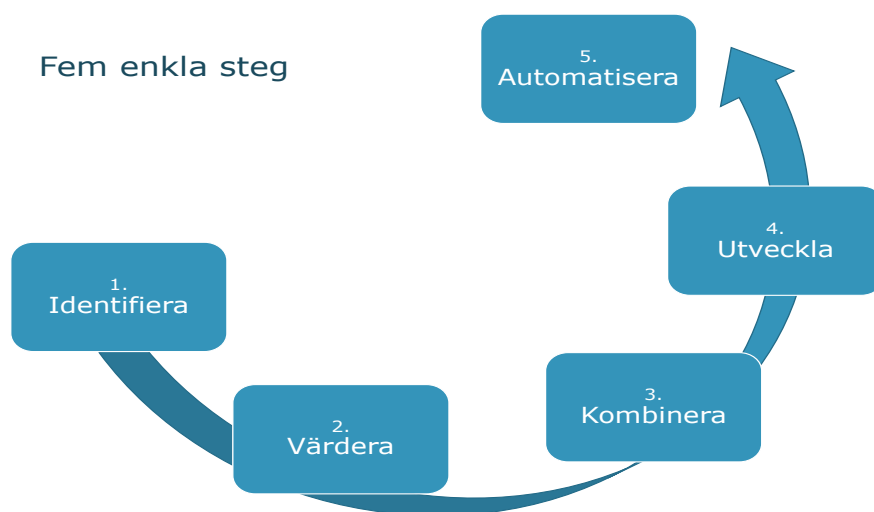 Fem enkla steg
1.
Identifiera
2.
Värdera
3.
Kombinera
4.
Utveckla
5.
Automatisera